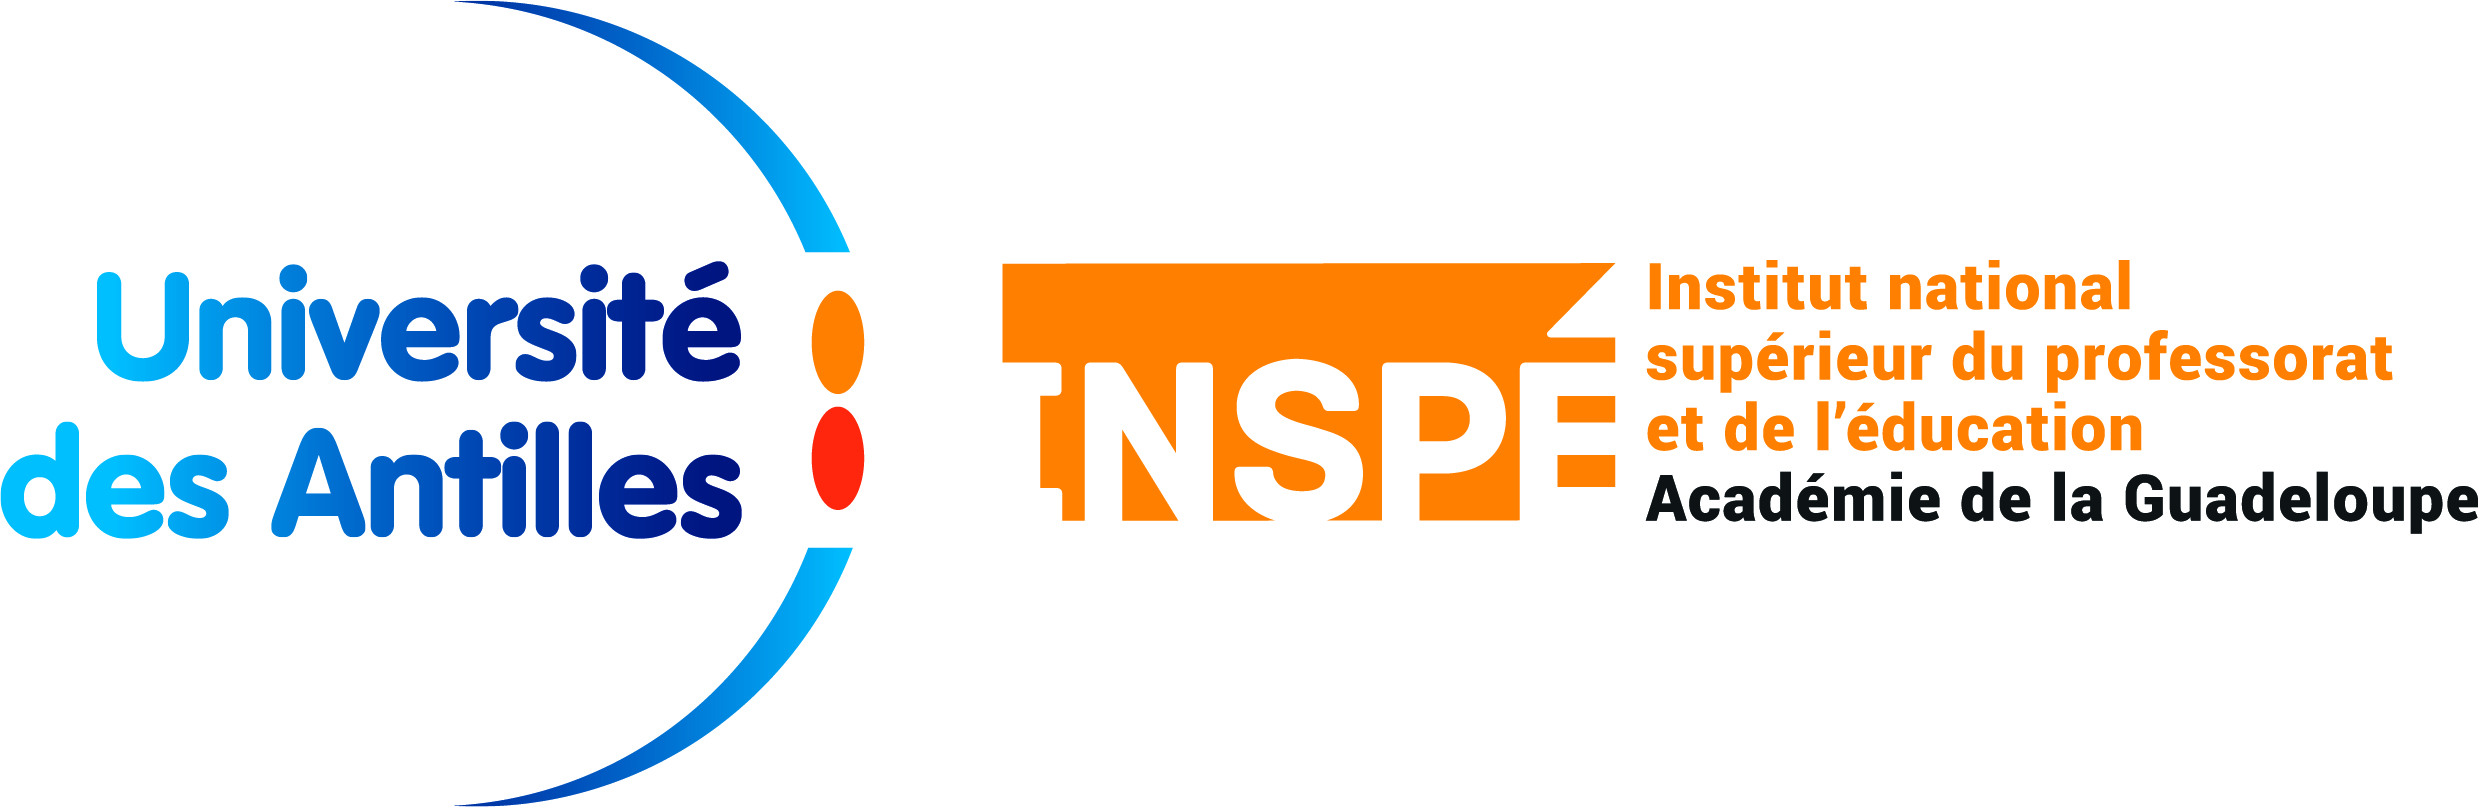 Université
des Antilles
INSPÉ
Institut national
supérieur du professorat
et de l'éducation
Académie de la Guadeloupe